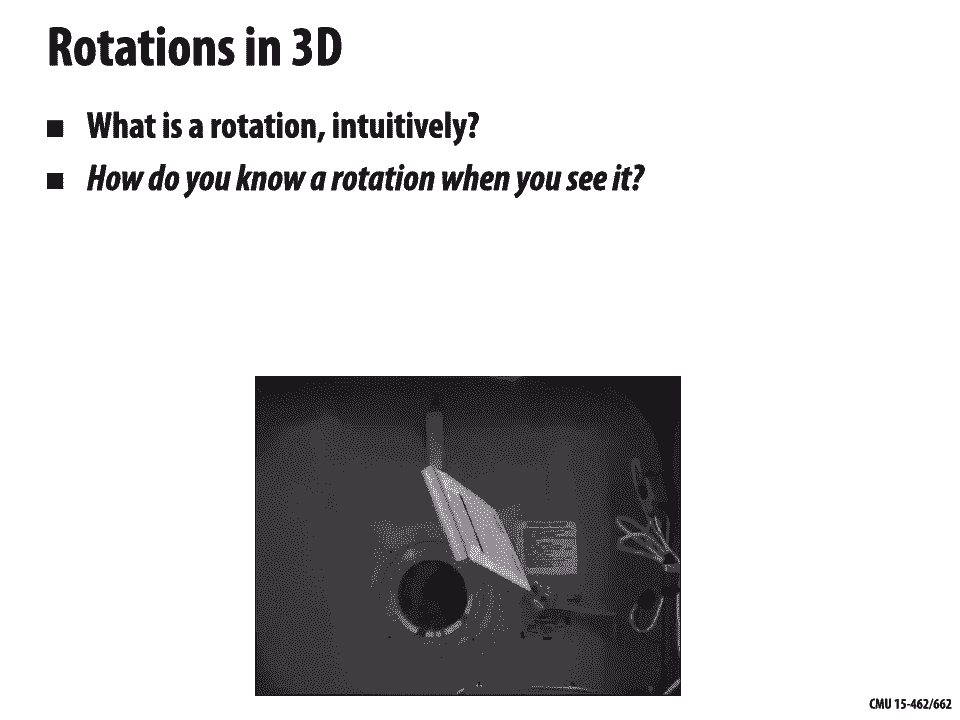 Rotations in 3D
■ What is a rotation, intuitively?
■ How do you know a rotation when you see it?
CMU 15-462/662